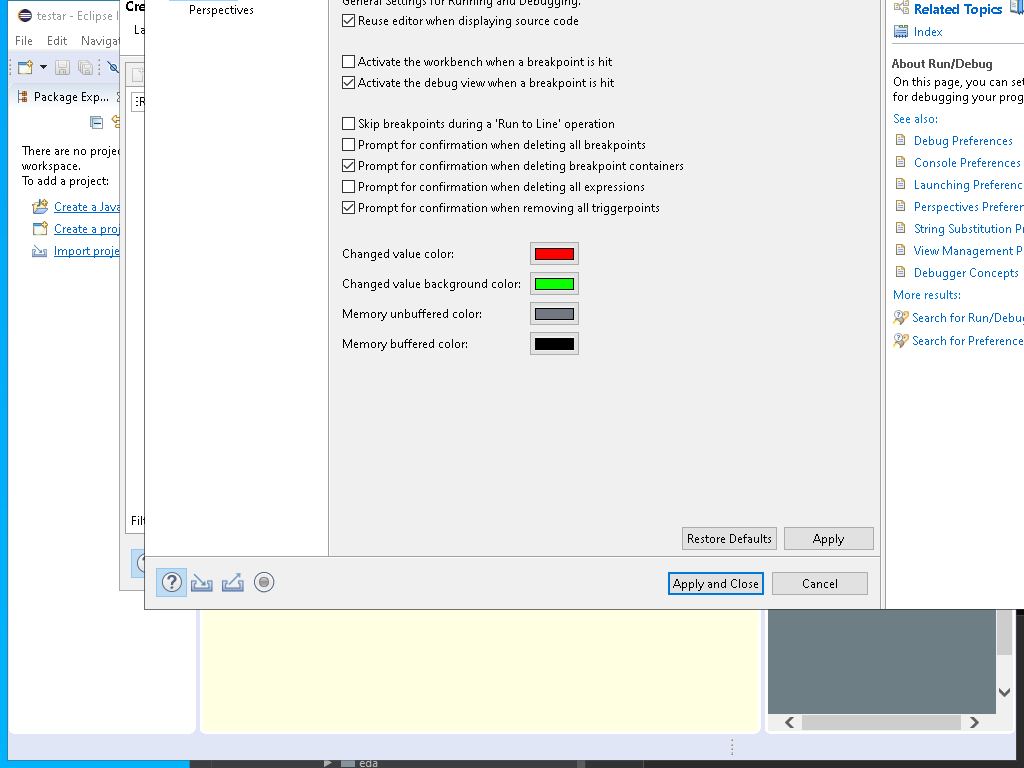 testar - Eclipse I
File Edit Navigat
Package Exp...
There are no proje
workspace.
To add a project:
Create a Java
Create a proj
Import proje
Cre
La
Filt
Perspectives
General Settings for Running and Debugging.
Reuse editor when displaying source code
Activate the workbench when a breakpoint is hit
Activate the debug view when a breakpoint is hit
Skip breakpoints during a 'Run to Line' operation
Prompt for confirmation when deleting all breakpoints
Prompt for confirmation when deleting breakpoint containers
Prompt for confirmation when deleting all expressions
Prompt for confirmation when removing all triggerpoints
Changed value color:
Changed value background color:
Memory unbuffered color:
Memory buffered color:
Restore Defaults Apply
Apply and Close Cancel
Related Topics
Index
About Run/Debug
On this page, you can set
for debugging your prog
See also:
Debug Preferences
Console Preferences
Launching Preferenc
Perspectives Preferen
String Substitution Pr
View Management P
Debugger Concepts
More results:
Search for Run/Debug
Search for Preference
eda